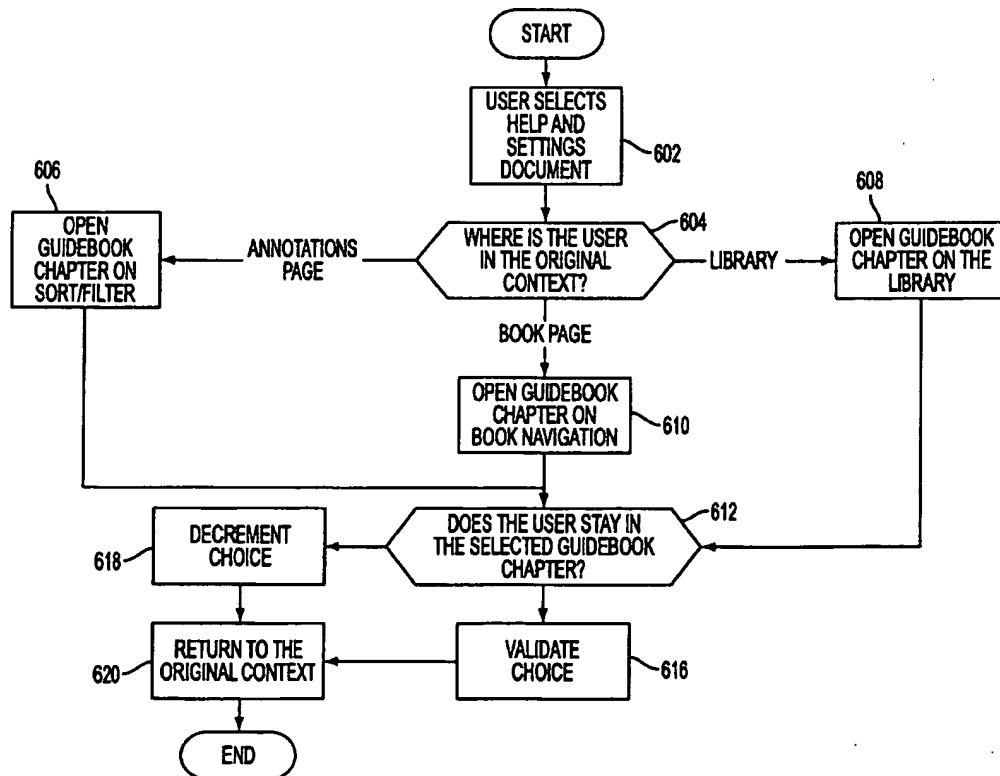 START
USER SELECTS
HELP AND
SETTINGS
DOCUMENT
602
606
608
604
OPEN
GUIDEBOOK
CHAPTER ON
SORT/FILTER
ANNOTATIONS
PAGE
WHERE IS THE USER
IN THE ORIGINAL
CONTEXT?
LIBRARY
OPEN GUIDEBOOK
CHAPTER ON THE
LIBRARY
BOOK PAGE
OPEN GUIDEBOOK
CHAPTER ON
BOOK NAVIGATION
610
612
DOES THE USER STAY IN
THE SELECTED GUIDEBOOK
CHAPTER?
DECREMENT
CHOICE
618
RETURN TO THE
ORIGINAL CONTEXT
620
VALIDATE
CHOICE
616
END